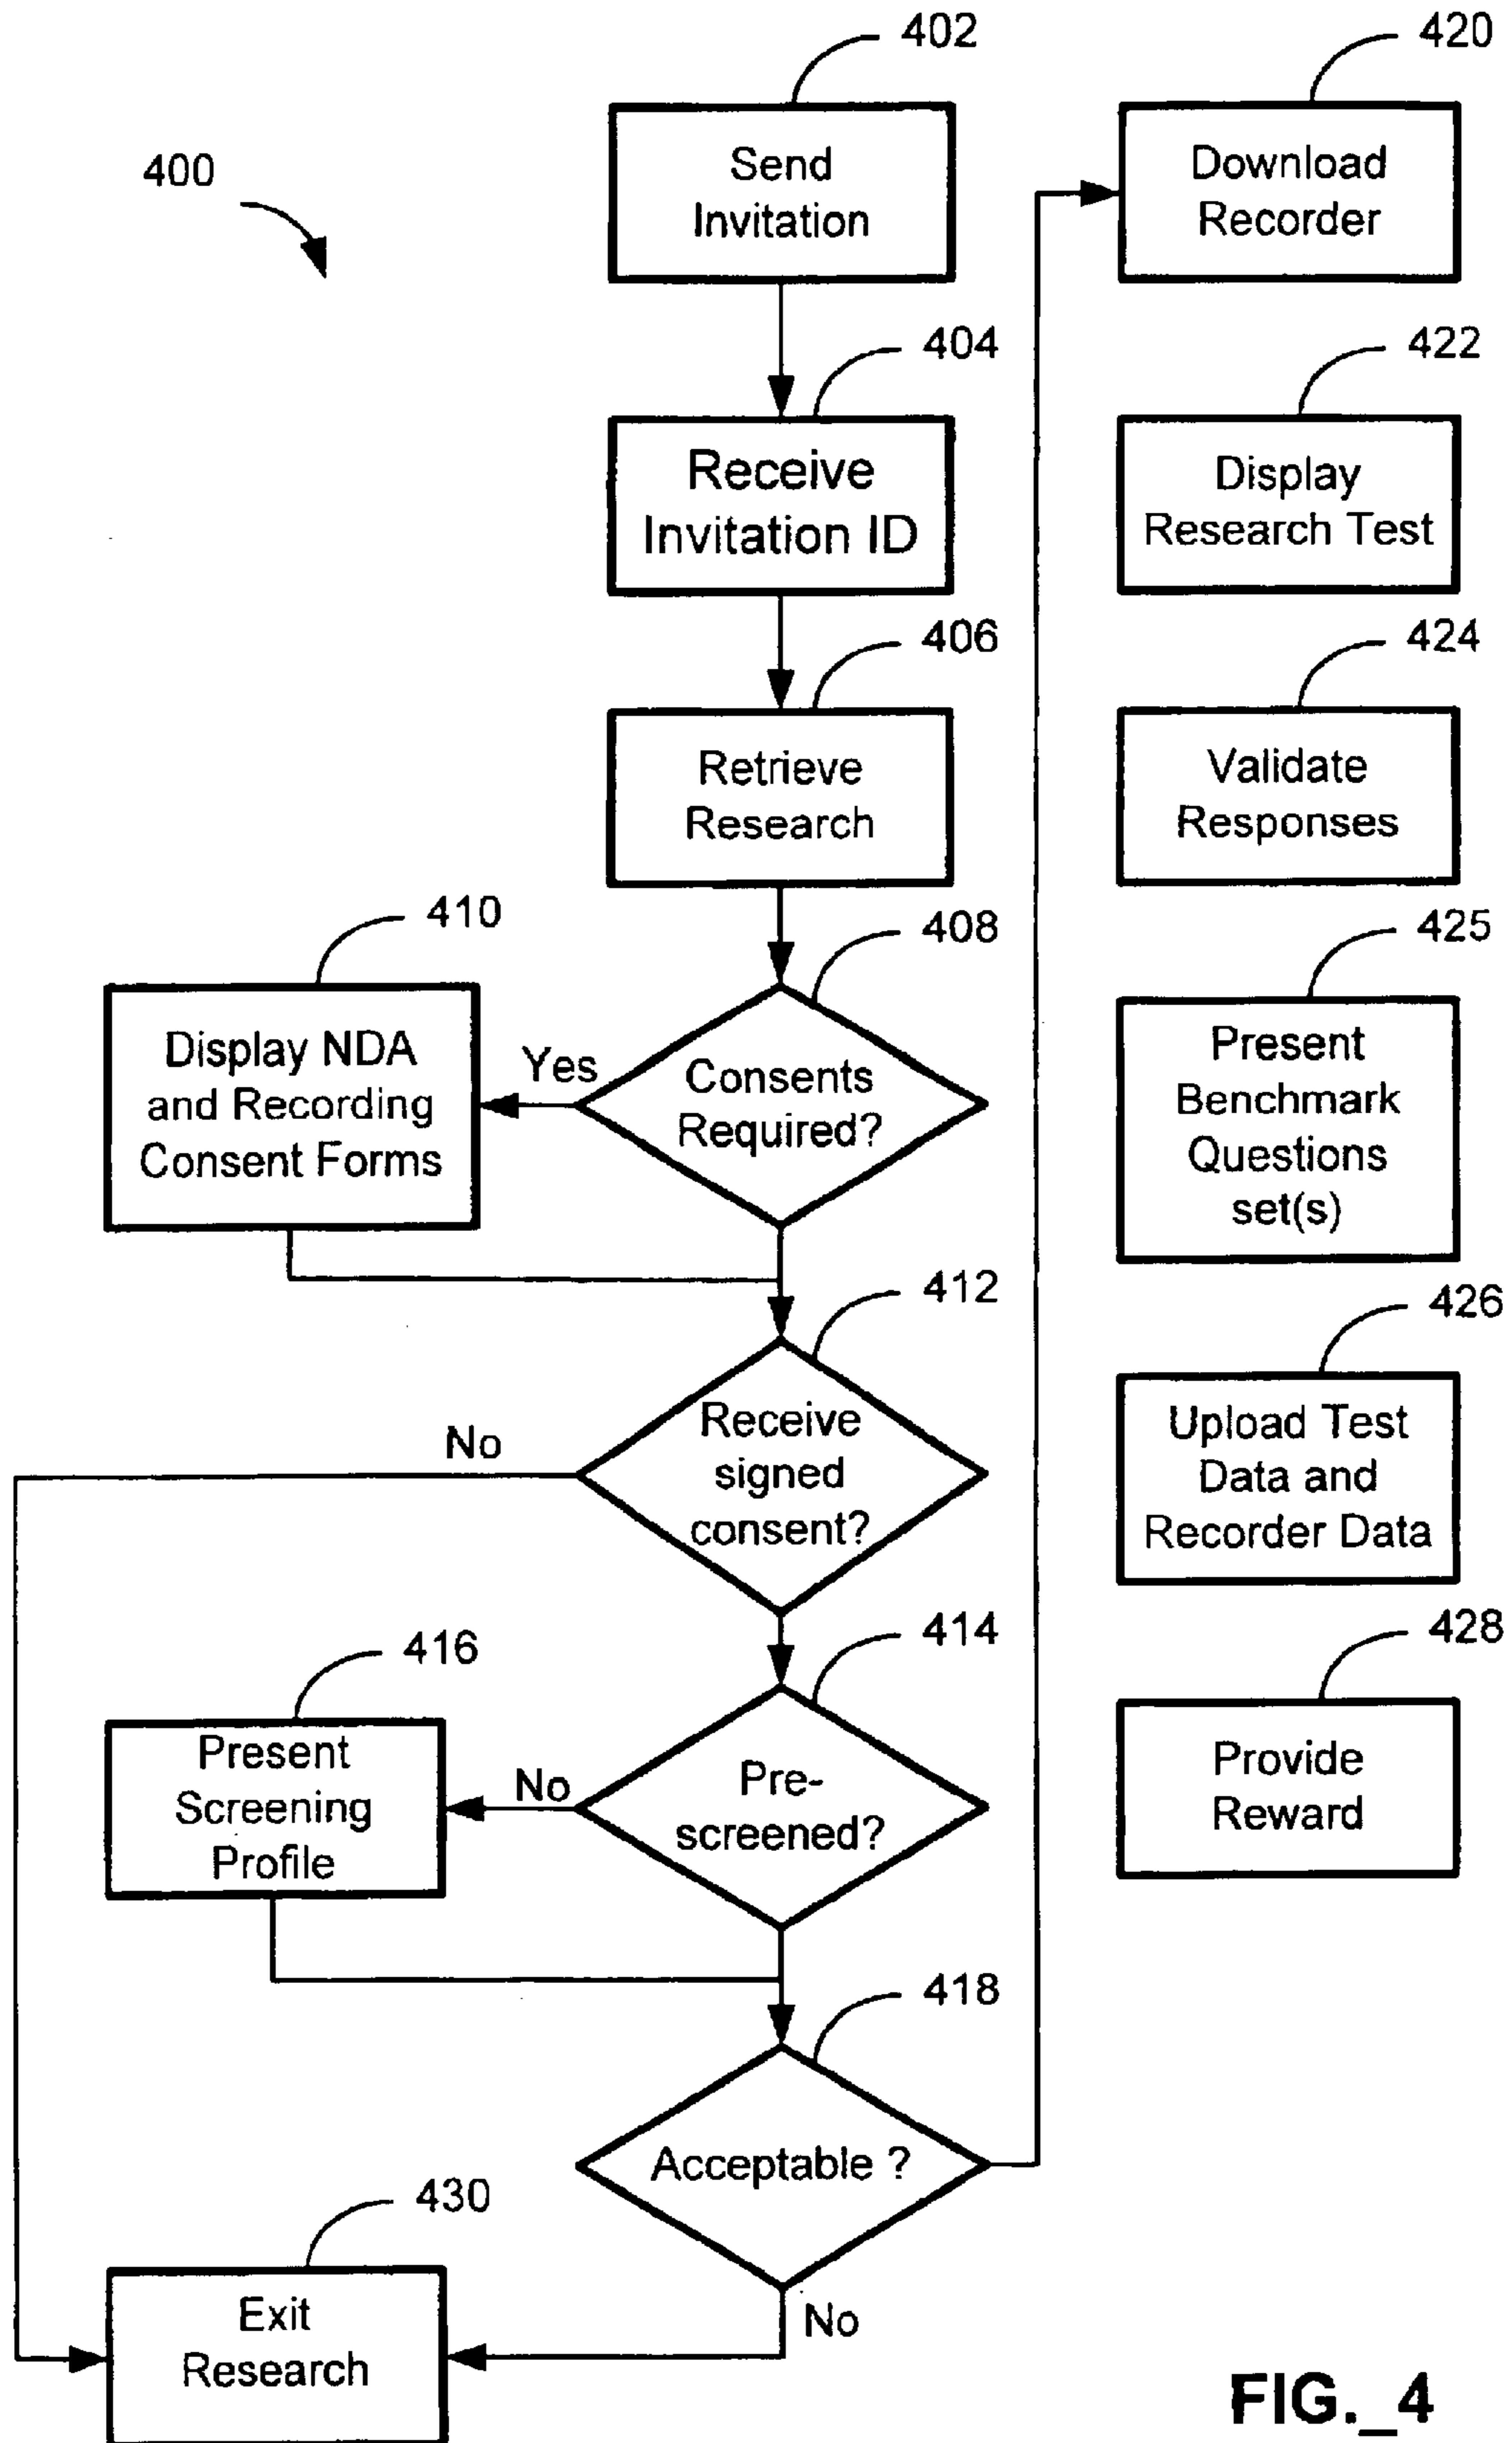 400
402
Send
Invitation
404
Receive
Invitation ID
406
Retrieve
Research
408
Consents
Required?
Yes
410
Display NDA
and Recording
Consent Forms
412
Receive
signed
consent?
No
414
Pre-
screened?
No
416
Present
Screening
Profile
418
Acceptable ?
No
430
Exit
Research
420
Download
Recorder
422
Display
Research Test
424
Validate
Responses
425
Present
Benchmark
Questions
set(s)
426
Upload Test
Data and
Recorder Data
428
Provide
Reward
FIG._4